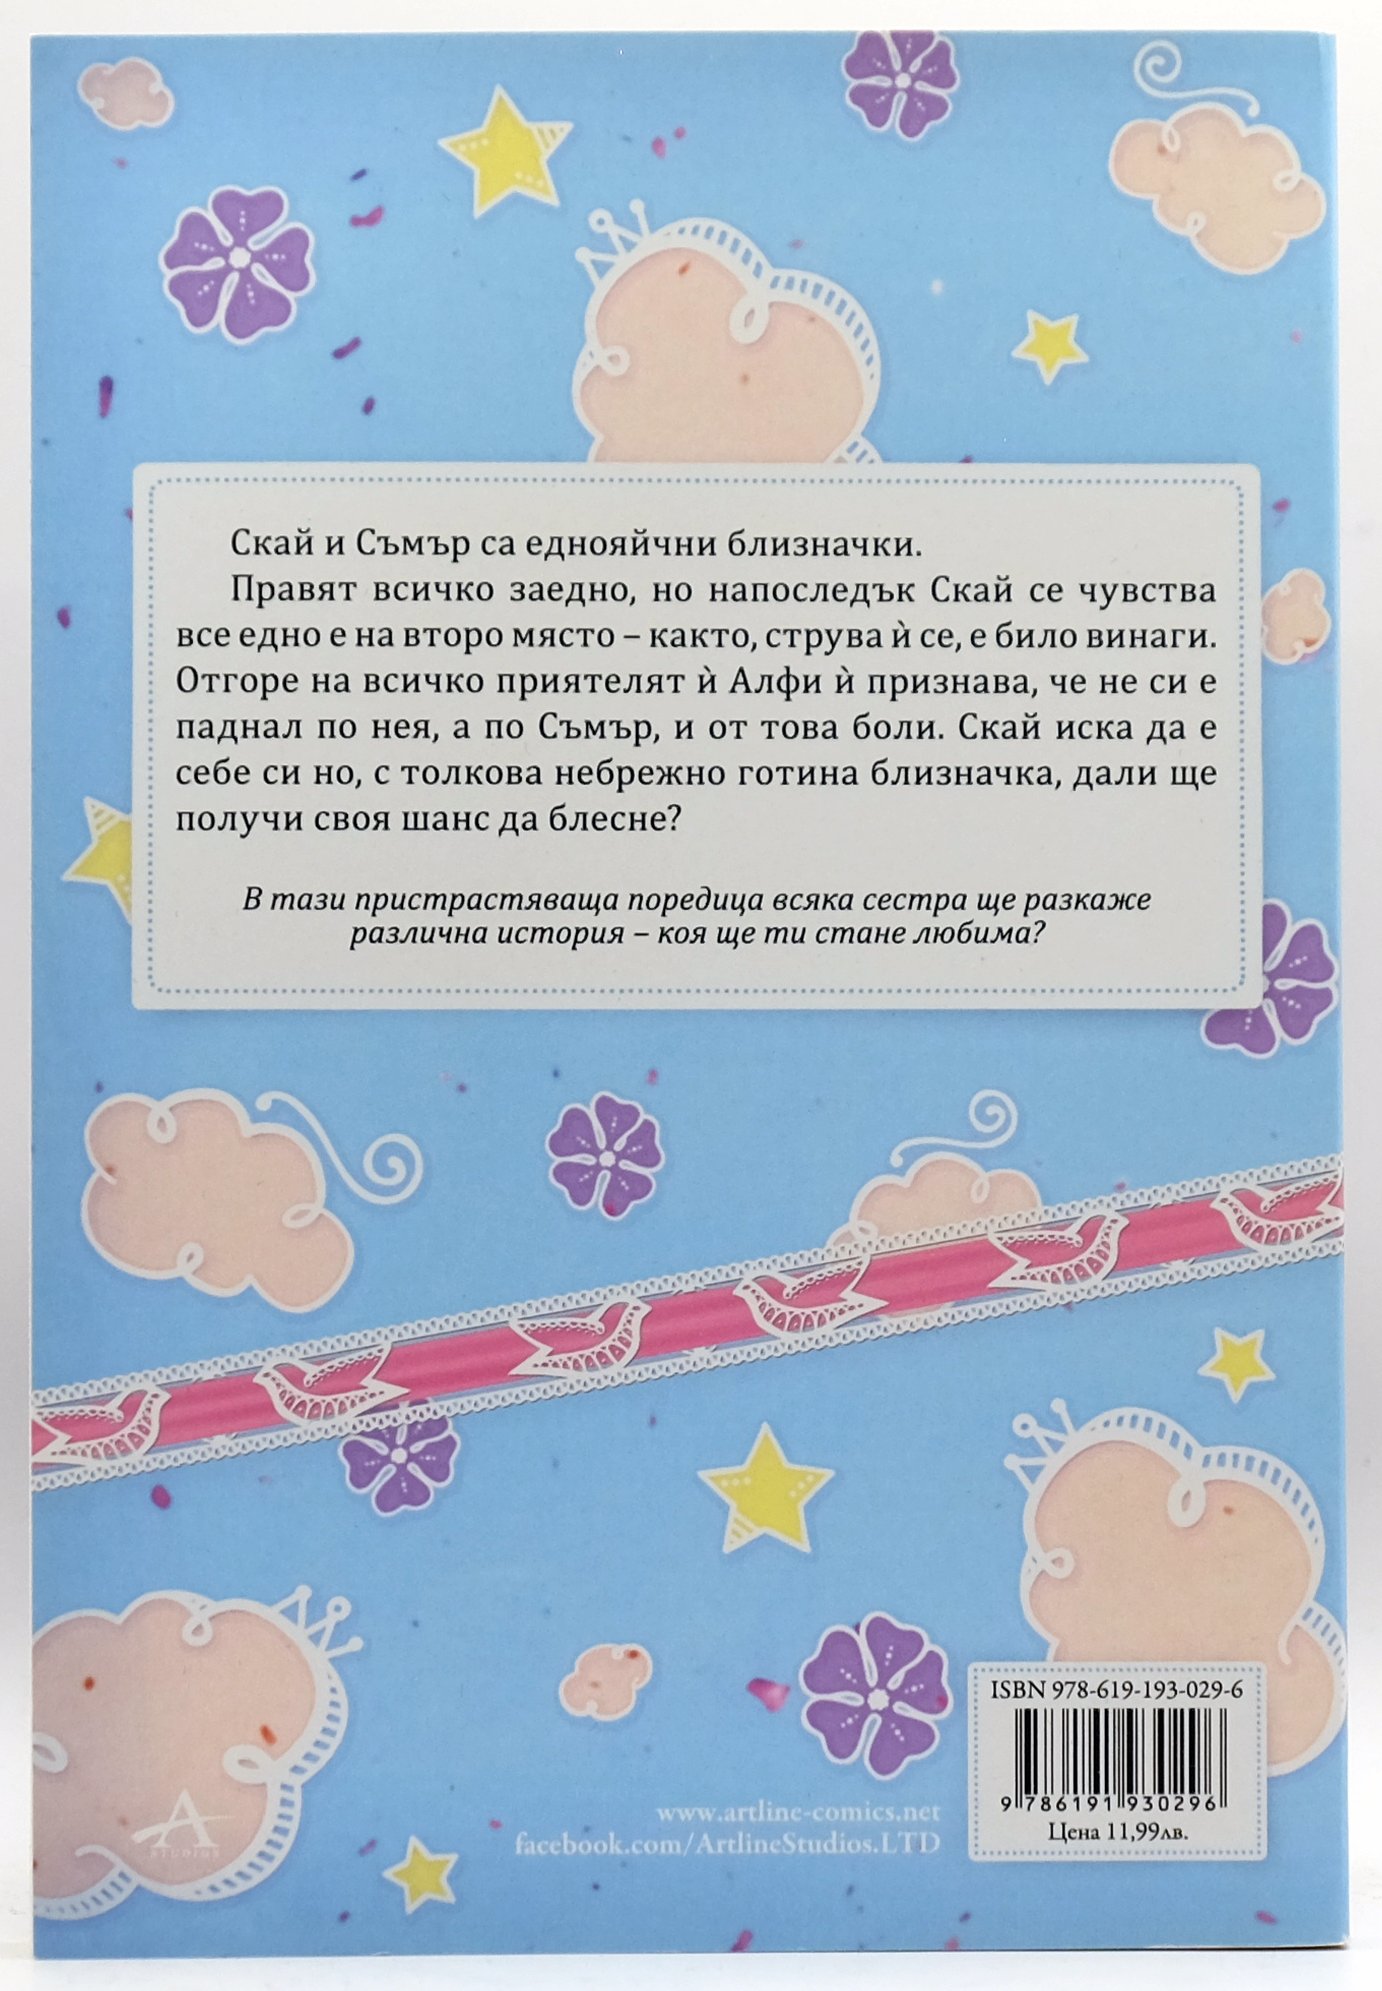 Скай и Съмър са еднояйчни близначки.
Правят всичко заедно, но напоследък Скай се чувства
все едно е на второ място – както, струва ѝ се, е било винаги.
Отгоре на всичко приятелят ѝ Алфи ѝ признава, че не си е
паднал по нея, а по Съмър, и от това боли. Скай иска да е
себе си но, с толкова небрежно готина близначка, дали ще
получи своя шанс да блесне?
В тази пристрастяваща поредица всяка сестра ще разкаже
различна история – коя ще ти стане любима?
ISBN 978-619-193-029-6
9 786191 930296
Цена 11,99лв.
www.artline-comics.net
facebook.com/ArtlineStudios.LTD
A
STUDIOS